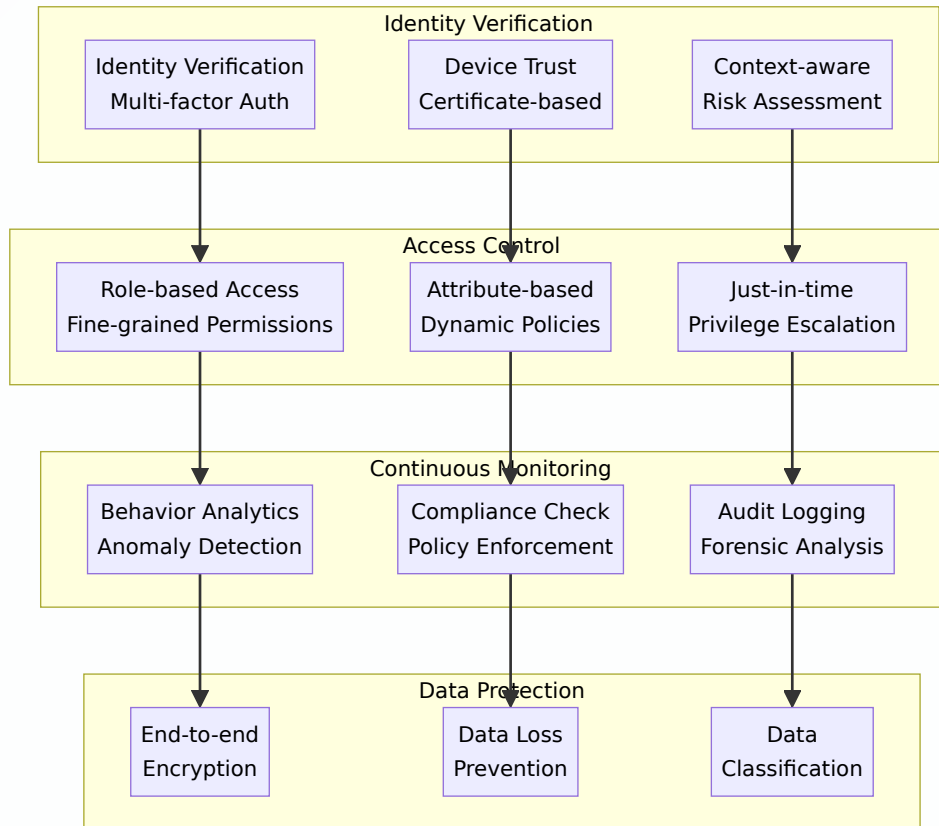 Identity Verification
Identity Verification
Multi-factor Auth
Device Trust
Certificate-based
Context-aware
Risk Assessment
Access Control
Role-based Access
Fine-grained Permissions
Attribute-based
Dynamic Policies
Just-in-time
Privilege Escalation
Continuous Monitoring
Behavior Analytics
Anomaly Detection
Compliance Check
Policy Enforcement
Audit Logging
Forensic Analysis
Data Protection
End-to-end
Encryption
Data Loss
Prevention
Data
Classification